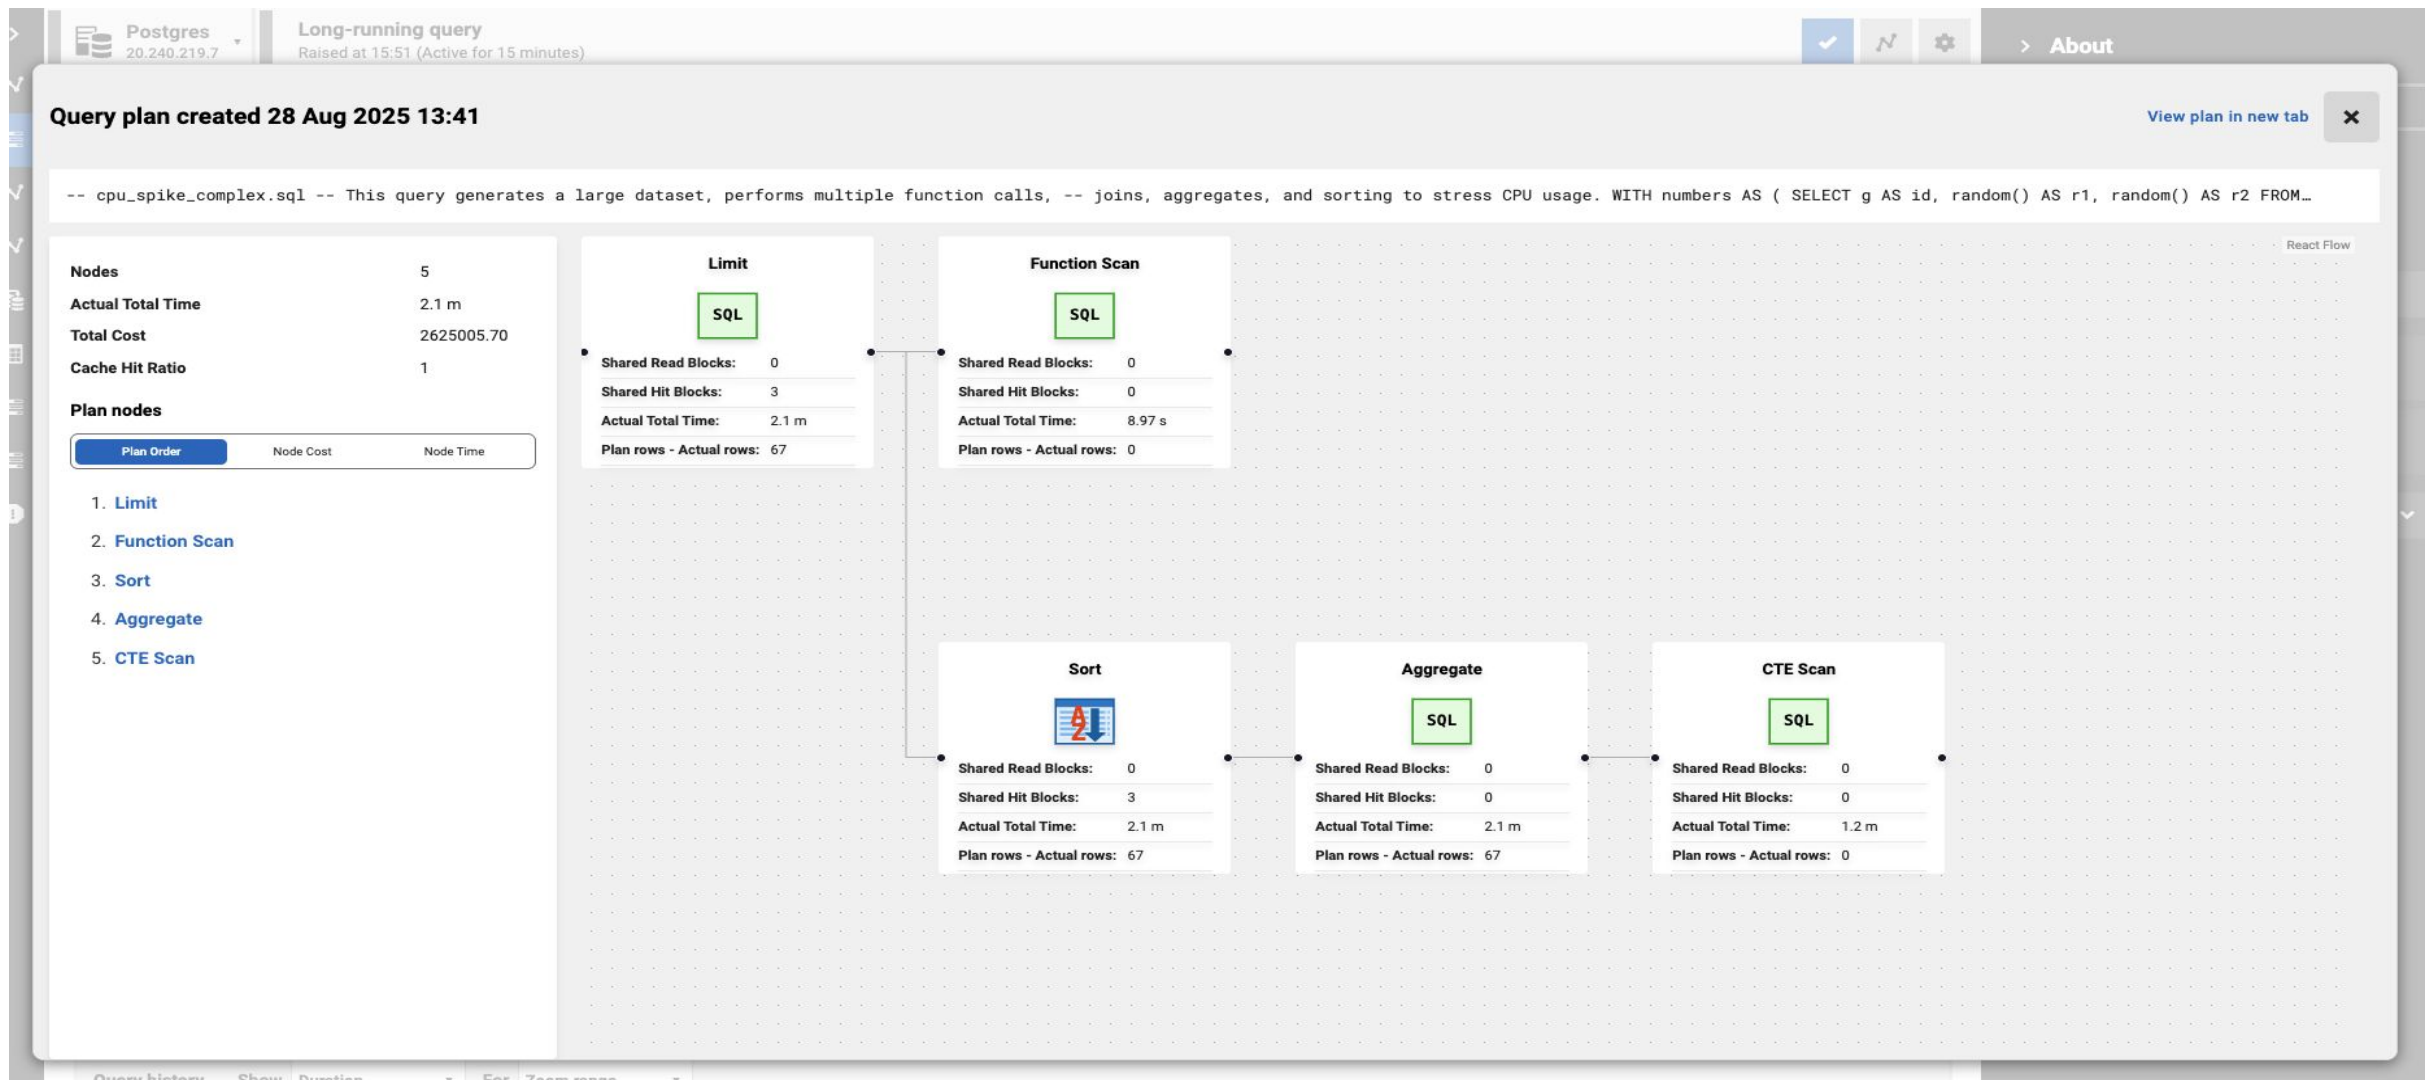 Postgres
20.240.219.7
Long-running query
Raised at 15:51 (Active for 15 minutes)
About
Query plan created 28 Aug 2025 13:41
View plan in new tab
-- cpu_spike_complex.sql -- This query generates a large dataset, performs multiple function calls, -- joins, aggregates, and sorting to stress CPU usage. WITH numbers AS ( SELECT g AS id, random() AS r1, random() AS r2 FROM…
Nodes 5
Actual Total Time 2.1 m
Total Cost 2625005.70
Cache Hit Ratio 1
Plan nodes
Plan Order Node Cost Node Time
1. Limit
2. Function Scan
3. Sort
4. Aggregate
5. CTE Scan
Limit
SQL
Shared Read Blocks: 0
Shared Hit Blocks: 3
Actual Total Time: 2.1 m
Plan rows - Actual rows: 67
Function Scan
SQL
Shared Read Blocks: 0
Shared Hit Blocks: 0
Actual Total Time: 8.97 s
Plan rows - Actual rows: 0
React Flow
Sort
AZ
Shared Read Blocks: 0
Shared Hit Blocks: 3
Actual Total Time: 2.1 m
Plan rows - Actual rows: 67
Aggregate
SQL
Shared Read Blocks: 0
Shared Hit Blocks: 0
Actual Total Time: 2.1 m
Plan rows - Actual rows: 67
CTE Scan
SQL
Shared Read Blocks: 0
Shared Hit Blocks: 0
Actual Total Time: 1.2 m
Plan rows - Actual rows: 0
Query history Show Duration For Zoom range